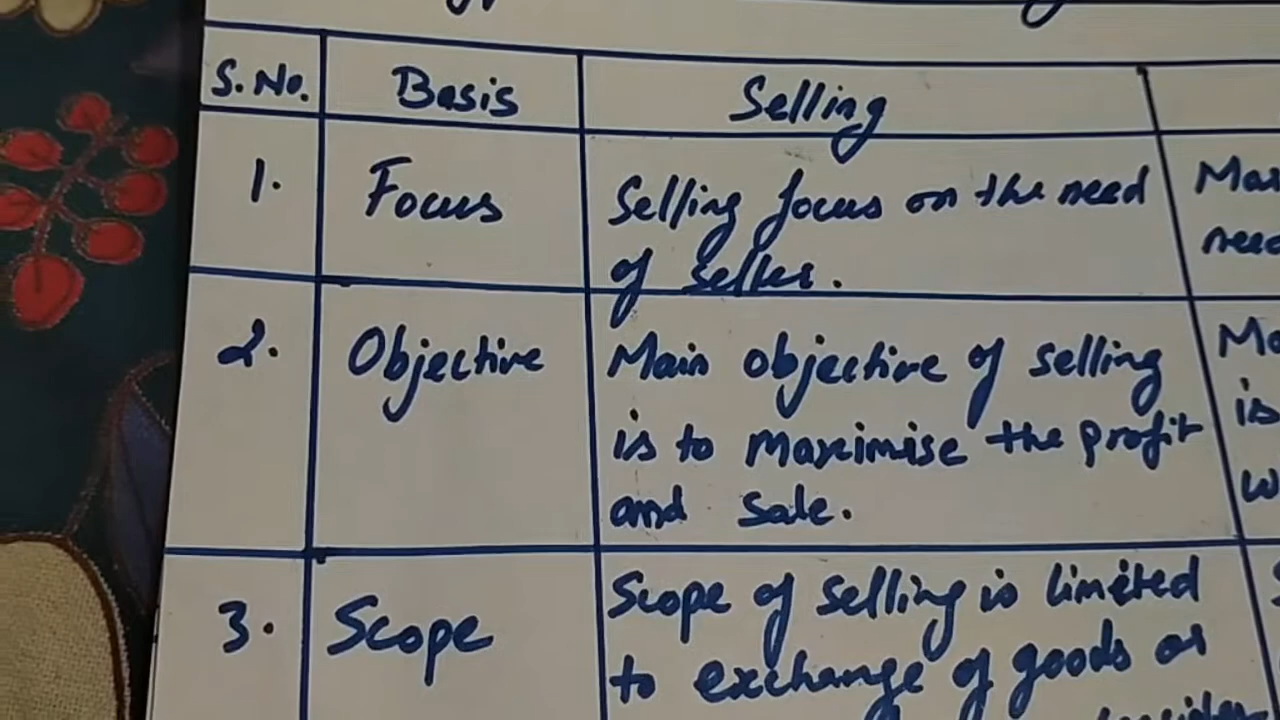 S.No. Basis Selling
1. Focus Selling focus on the need
of seller.
2. Objective Main objective of selling
is to maximise the profit
and sale.
3. Scope Scope of selling is limited
to exchange of goods or
is